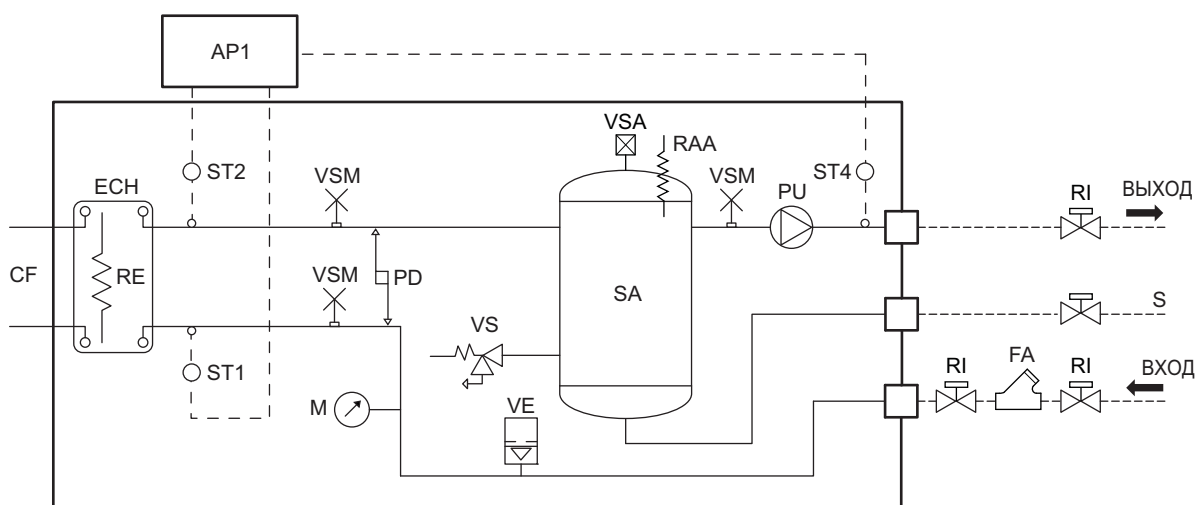 AP1
VSA
RAA
ST2
VSM
VSM
ST4
ECH
PU
RI
ВЫХОД
CF
RE
VSM
PD
SA
S
VS
FA
ST1
RI
RI
ВХОД
M
VE